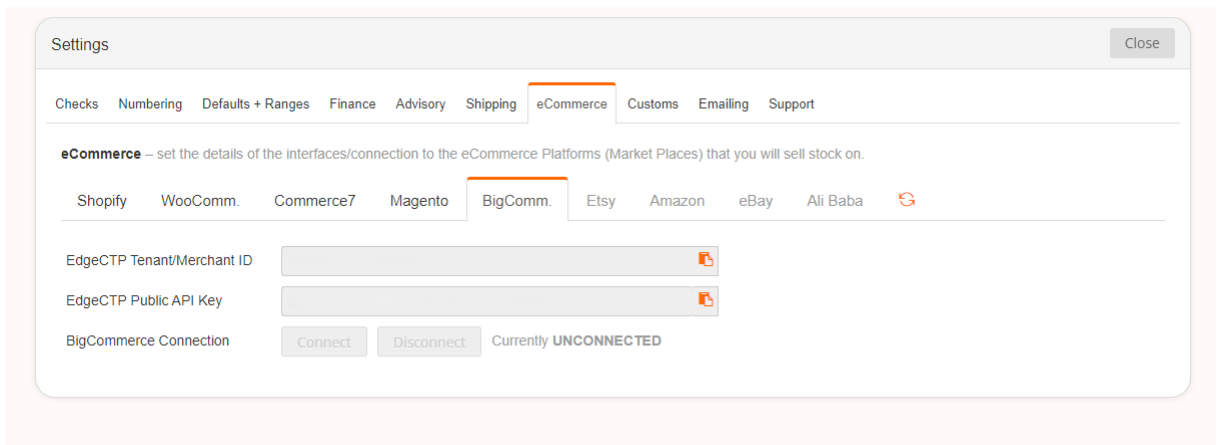 Settings
Close
Checks Numbering Defaults + Ranges Finance Advisory Shipping eCommerce Customs Emailing Support
eCommerce – set the details of the interfaces/connection to the eCommerce Platforms (Market Places) that you will sell stock on.
Shopify WooComm. Commerce7 Magento BigComm. Etsy Amazon eBay Ali Baba
EdgeCTP Tenant/Merchant ID
EdgeCTP Public API Key
BigCommerce Connection Connect Disconnect Currently UNCONNECTED